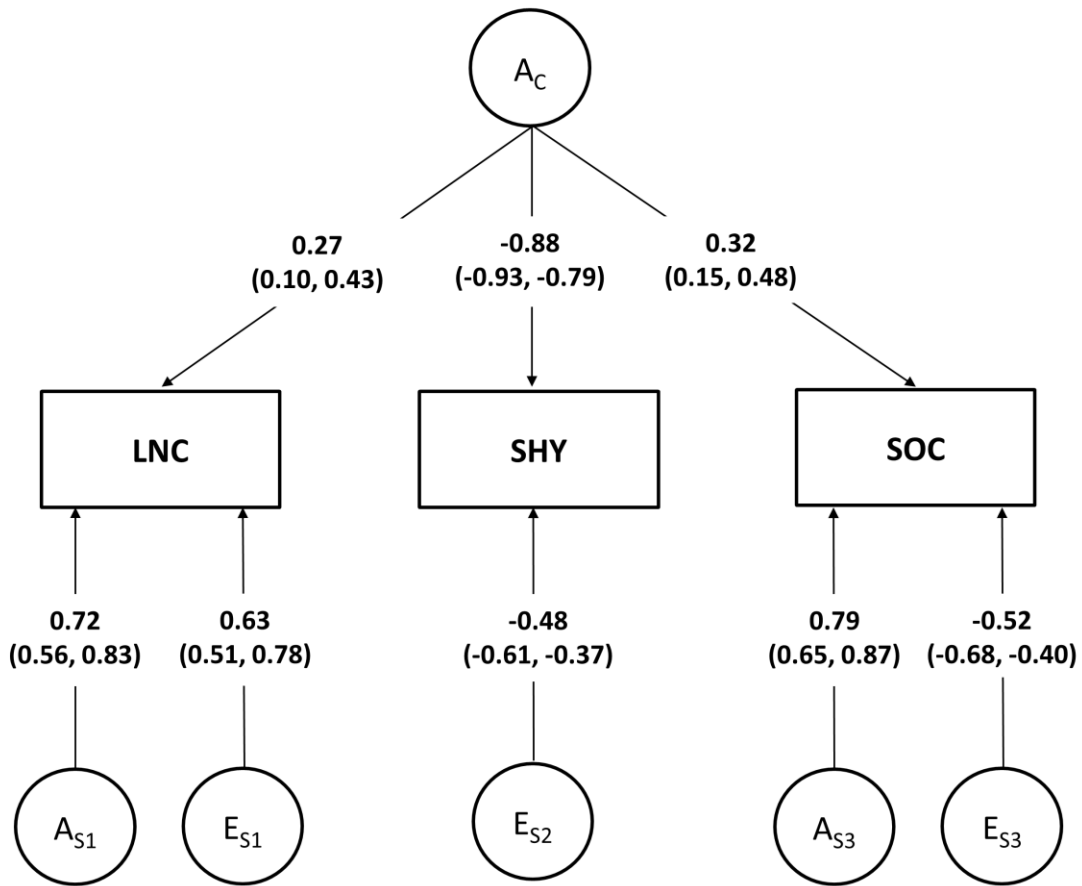 A_C
0.27
(0.10, 0.43)
-0.88
(-0.93, -0.79)
0.32
(0.15, 0.48)
LNC
SHY
SOC
0.72
(0.56, 0.83)
0.63
(0.51, 0.78)
-0.48
(-0.61, -0.37)
0.79
(0.65, 0.87)
-0.52
(-0.68, -0.40)
A_S1
E_S1
E_S2
A_S3
E_S3